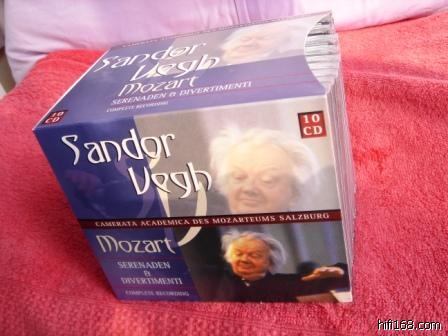 Sandor
Vegh
Mozart
SERENADEN & DIVERTIMENTI
COMPLETE RECORDING
10
CD
10
CD
Sandor
Vegh
CAMERATA ACADEMICA DES MOZARTEUMS SALZBURG
Mozart
SERENADEN
&
DIVERTIMENTI
COMPLETE RECORDING
hifi168.com